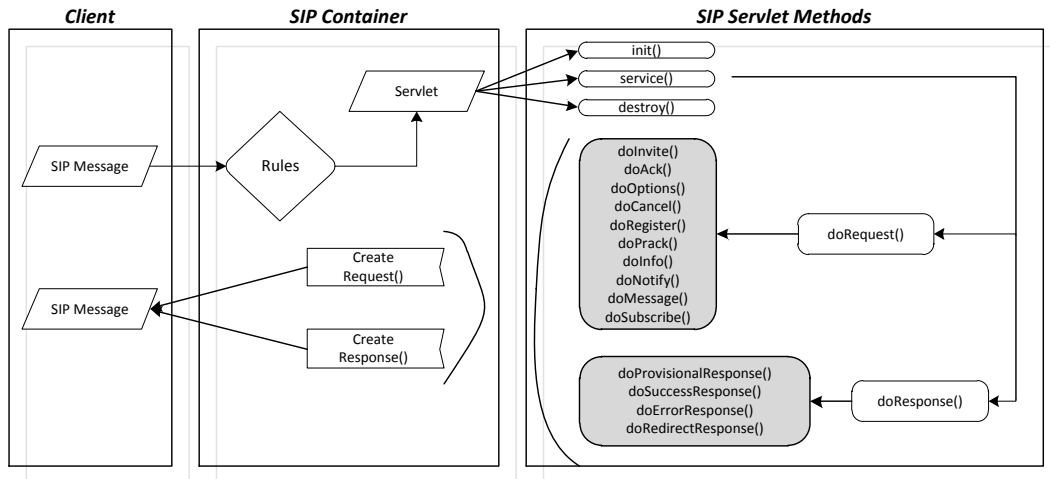 Client
SIP Container
SIP Servlet Methods
init()
service()
destroy()
Servlet
SIP Message
Rules
doInvite()
doAck()
doOptions()
doCancel()
doRegister()
doPrack()
doInfo()
doNotify()
doMessage()
doSubscribe()
doRequest()
Create
Request()
SIP Message
Create
Response()
doProvisionalResponse()
doSuccessResponse()
doErrorResponse()
doRedirectResponse()
doResponse()